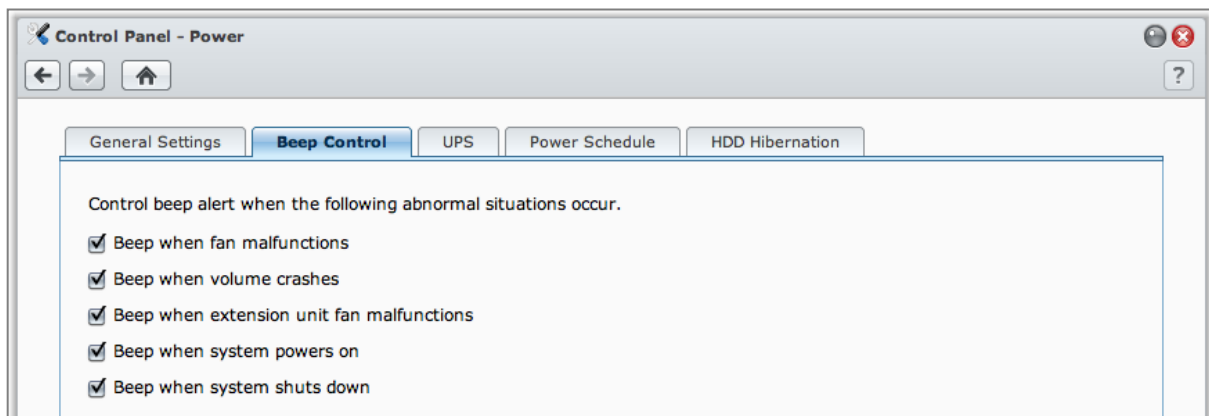 Control Panel - Power
?
General Settings Beep Control UPS Power Schedule HDD Hibernation
Control beep alert when the following abnormal situations occur.
Beep when fan malfunctions
Beep when volume crashes
Beep when extension unit fan malfunctions
Beep when system powers on
Beep when system shuts down